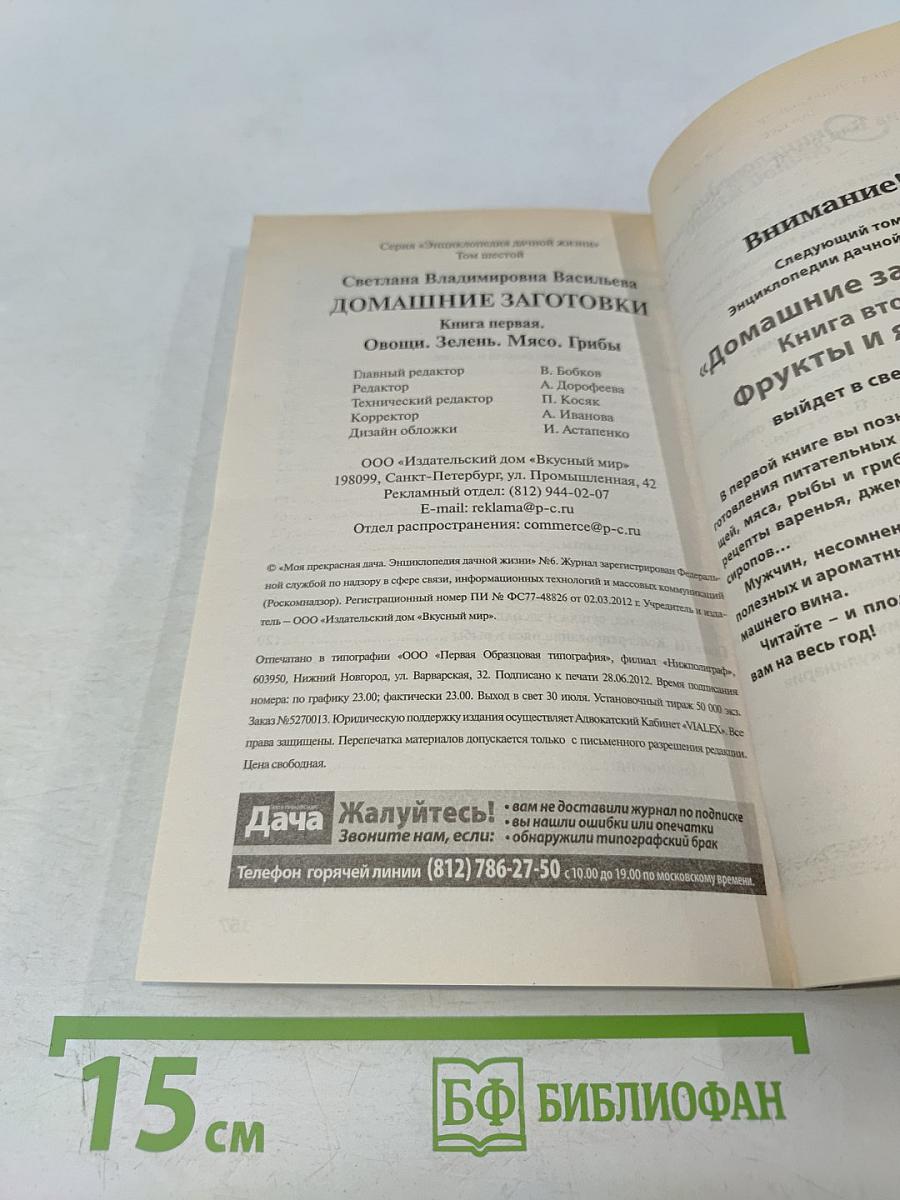 Серия «Энциклопедия дачной жизни»
Том шестой
Светлана Владимировна Васильева
ДОМАШНИЕ ЗАГОТОВКИ
Книга первая.
Овощи. Зелень. Мясо. Грибы
Главный редактор В. Бобков
Редактор А. Дорофеева
Технический редактор П. Косяк
Корректор А. Иванова
Дизайн обложки И. Астапенко
ООО «Издательский дом «Вкусный мир»
198099, Санкт-Петербург, ул. Промышленная, 42
Рекламный отдел: (812) 944-02-07
E-mail: reklama@p-c.ru
Отдел распространения: commerce@p-c.ru
© «Моя прекрасная дача. Энциклопедия дачной жизни» №6. Журнал зарегистрирован Федераль-
ной службой по надзору в сфере связи, информационных технологий и массовых коммуникаций
(Роскомнадзор). Регистрационный номер ПИ № ФС77-48826 от 02.03.2012 г. Учредитель и изда-
тель – ООО «Издательский дом «Вкусный мир».
Отпечатано в типографии «ООО «Первая Образцовая типография», филиал «Нижполиграф»,
603950, Нижний Новгород, ул. Варварская, 32. Подписано к печати 28.06.2012. Время подписания
номера: по графику 23.00; фактически 23.00. Выход в свет 30 июля. Установочный тираж 50 000 экз.
Заказ №5270013. Юридическую поддержку издания осуществляет Адвокатский Кабинет «VIALEX». Все
права защищены. Перепечатка материалов допускается только с письменного разрешения редакции.
Цена свободная.
Дача
Жалуйтесь!
Звоните нам, если:
• вам не доставили журнал по подписке
• вы нашли ошибки или опечатки
• обнаружили типографский брак
Телефон горячей линии (812) 786-27-50 с 10.00 до 19.00 по московскому времени.
Внимание!
Следующий том
Энциклопедии дачной
«Домашние за
Книга вто
Фрукты и я
выйдет в све
В первой книге вы позн
готовления питательных
щей, мяса, рыбы и гриб
рецепты варенья, джем
сиропов...
Мужчин, несомнен
полезных и ароматны
машнего вина.
Читайте – и пло
вам на весь год!
15 см
БФ БИБЛИОФАН